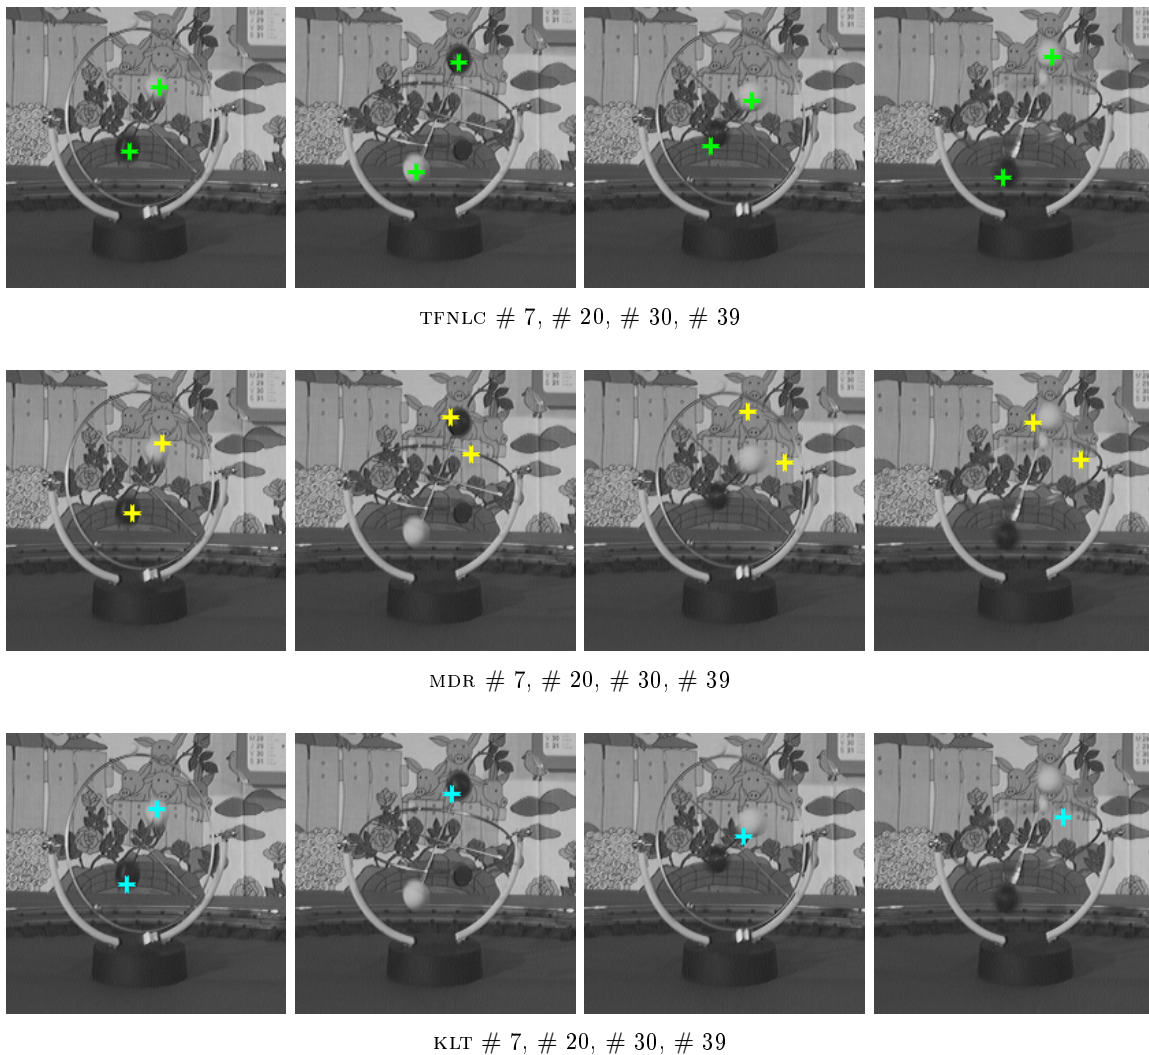 TFNLC # 7, # 20, # 30, # 39
MDR # 7, # 20, # 30, # 39
KLT # 7, # 20, # 30, # 39